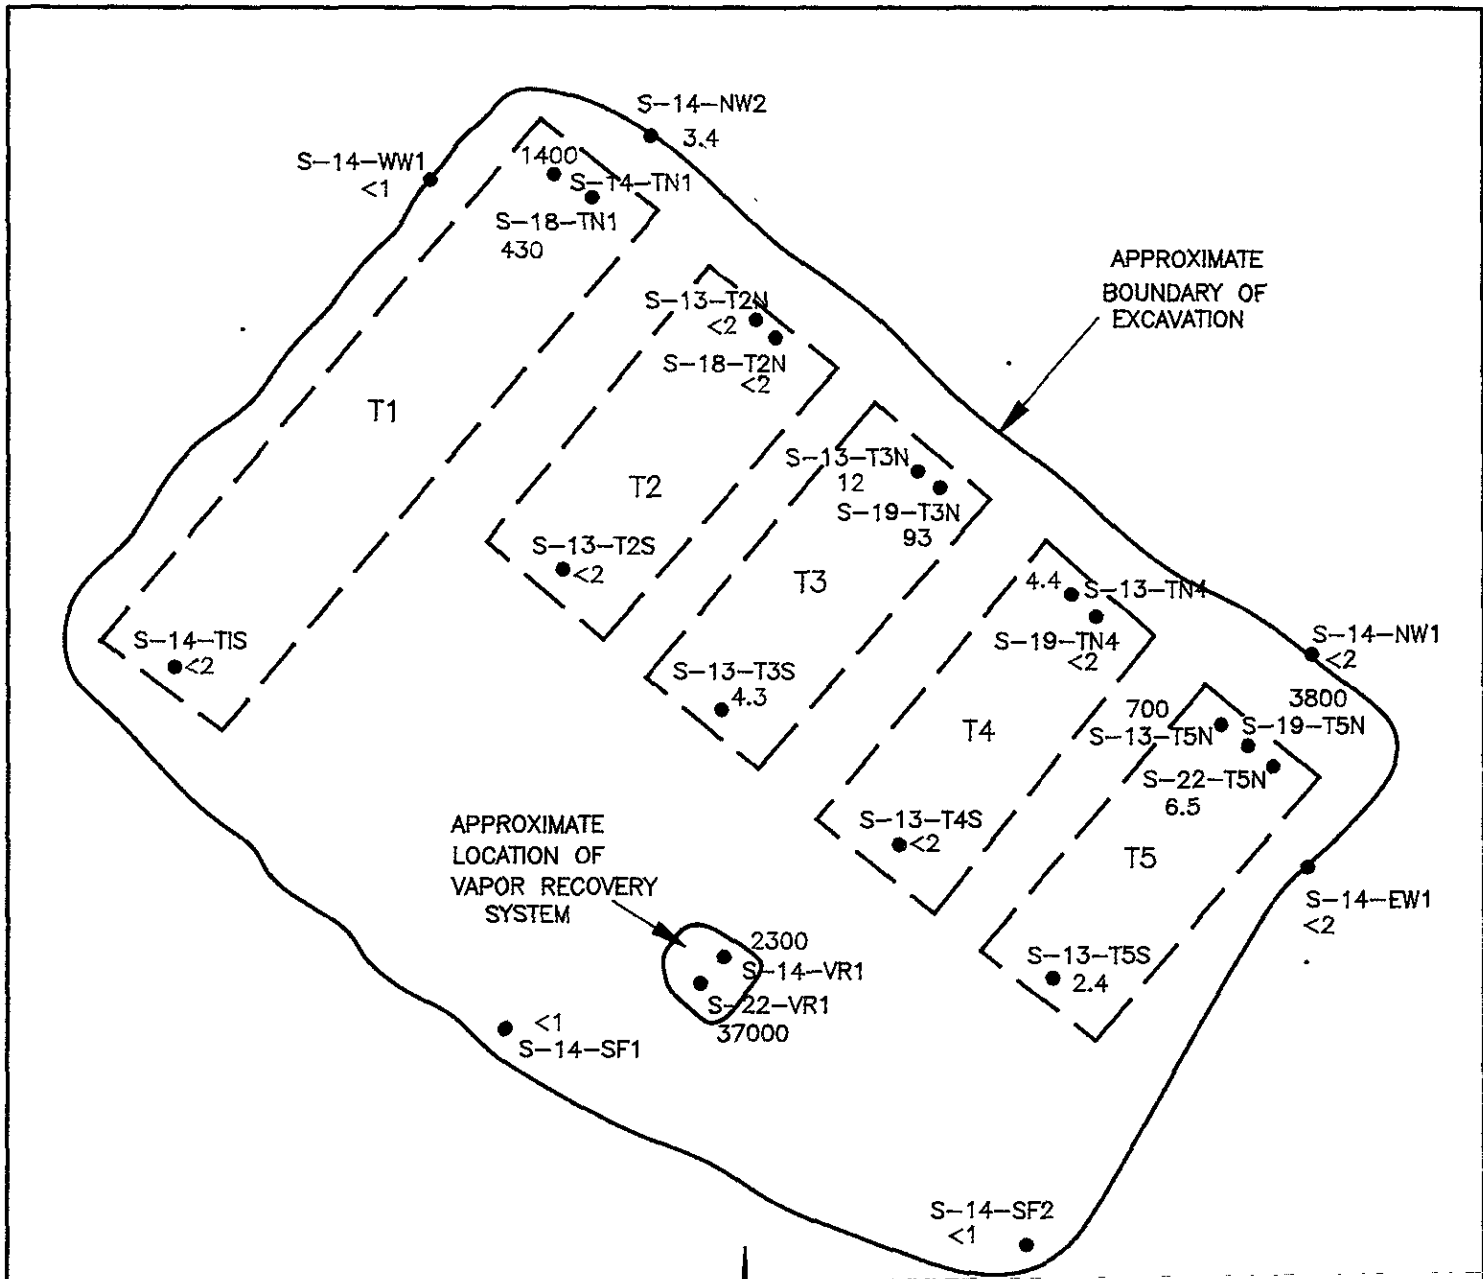 S-14-NW2
3.4
S-14-WW1
<1
1400
S-14-TN1
S-18-TN1
430
APPROXIMATE
BOUNDARY OF
EXCAVATION
S-13-T2N
<2
S-18-T2N
<2
T1
S-13-T3N
12
S-19-T3N
93
T2
S-13-T2S
<2
T3
4.4
S-13-TN4
S-19-TN4
<2
S-14-NW1
<2
S-14-TIS
<2
S-13-T3S
4.3
T4
700
S-13-T5N
3800
S-19-T5N
S-22-T5N
6.5
S-13-T4S
<2
T5
APPROXIMATE
LOCATION OF
VAPOR RECOVERY
SYSTEM
S-14-EW1
<2
2300
S-14-VR1
S-22-VR1
37000
S-13-T5S
2.4
<1
S-14-SF1
S-14-SF2
<1